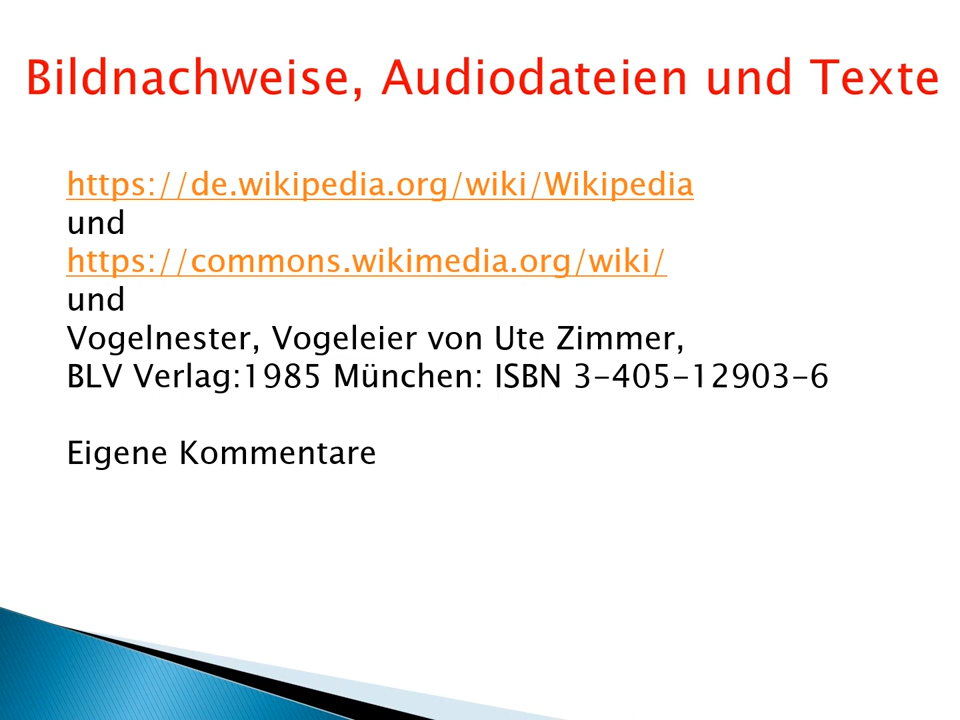 Bildnachweise, Audiodateien und Texte
https://de.wikipedia.org/wiki/Wikipedia
und
https://commons.wikimedia.org/wiki/
und
Vogelnester, Vogeleier von Ute Zimmer,
BLV Verlag:1985 München: ISBN 3-405-12903-6
Eigene Kommentare